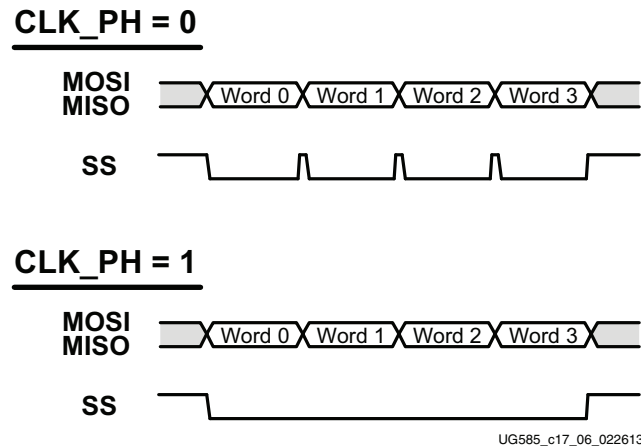 CLK_PH = 0
MOSI
MISO
Word 0 Word 1 Word 2 Word 3
SS
CLK_PH = 1
MOSI
MISO
Word 0 Word 1 Word 2 Word 3
SS
UG585_c17_06_022613